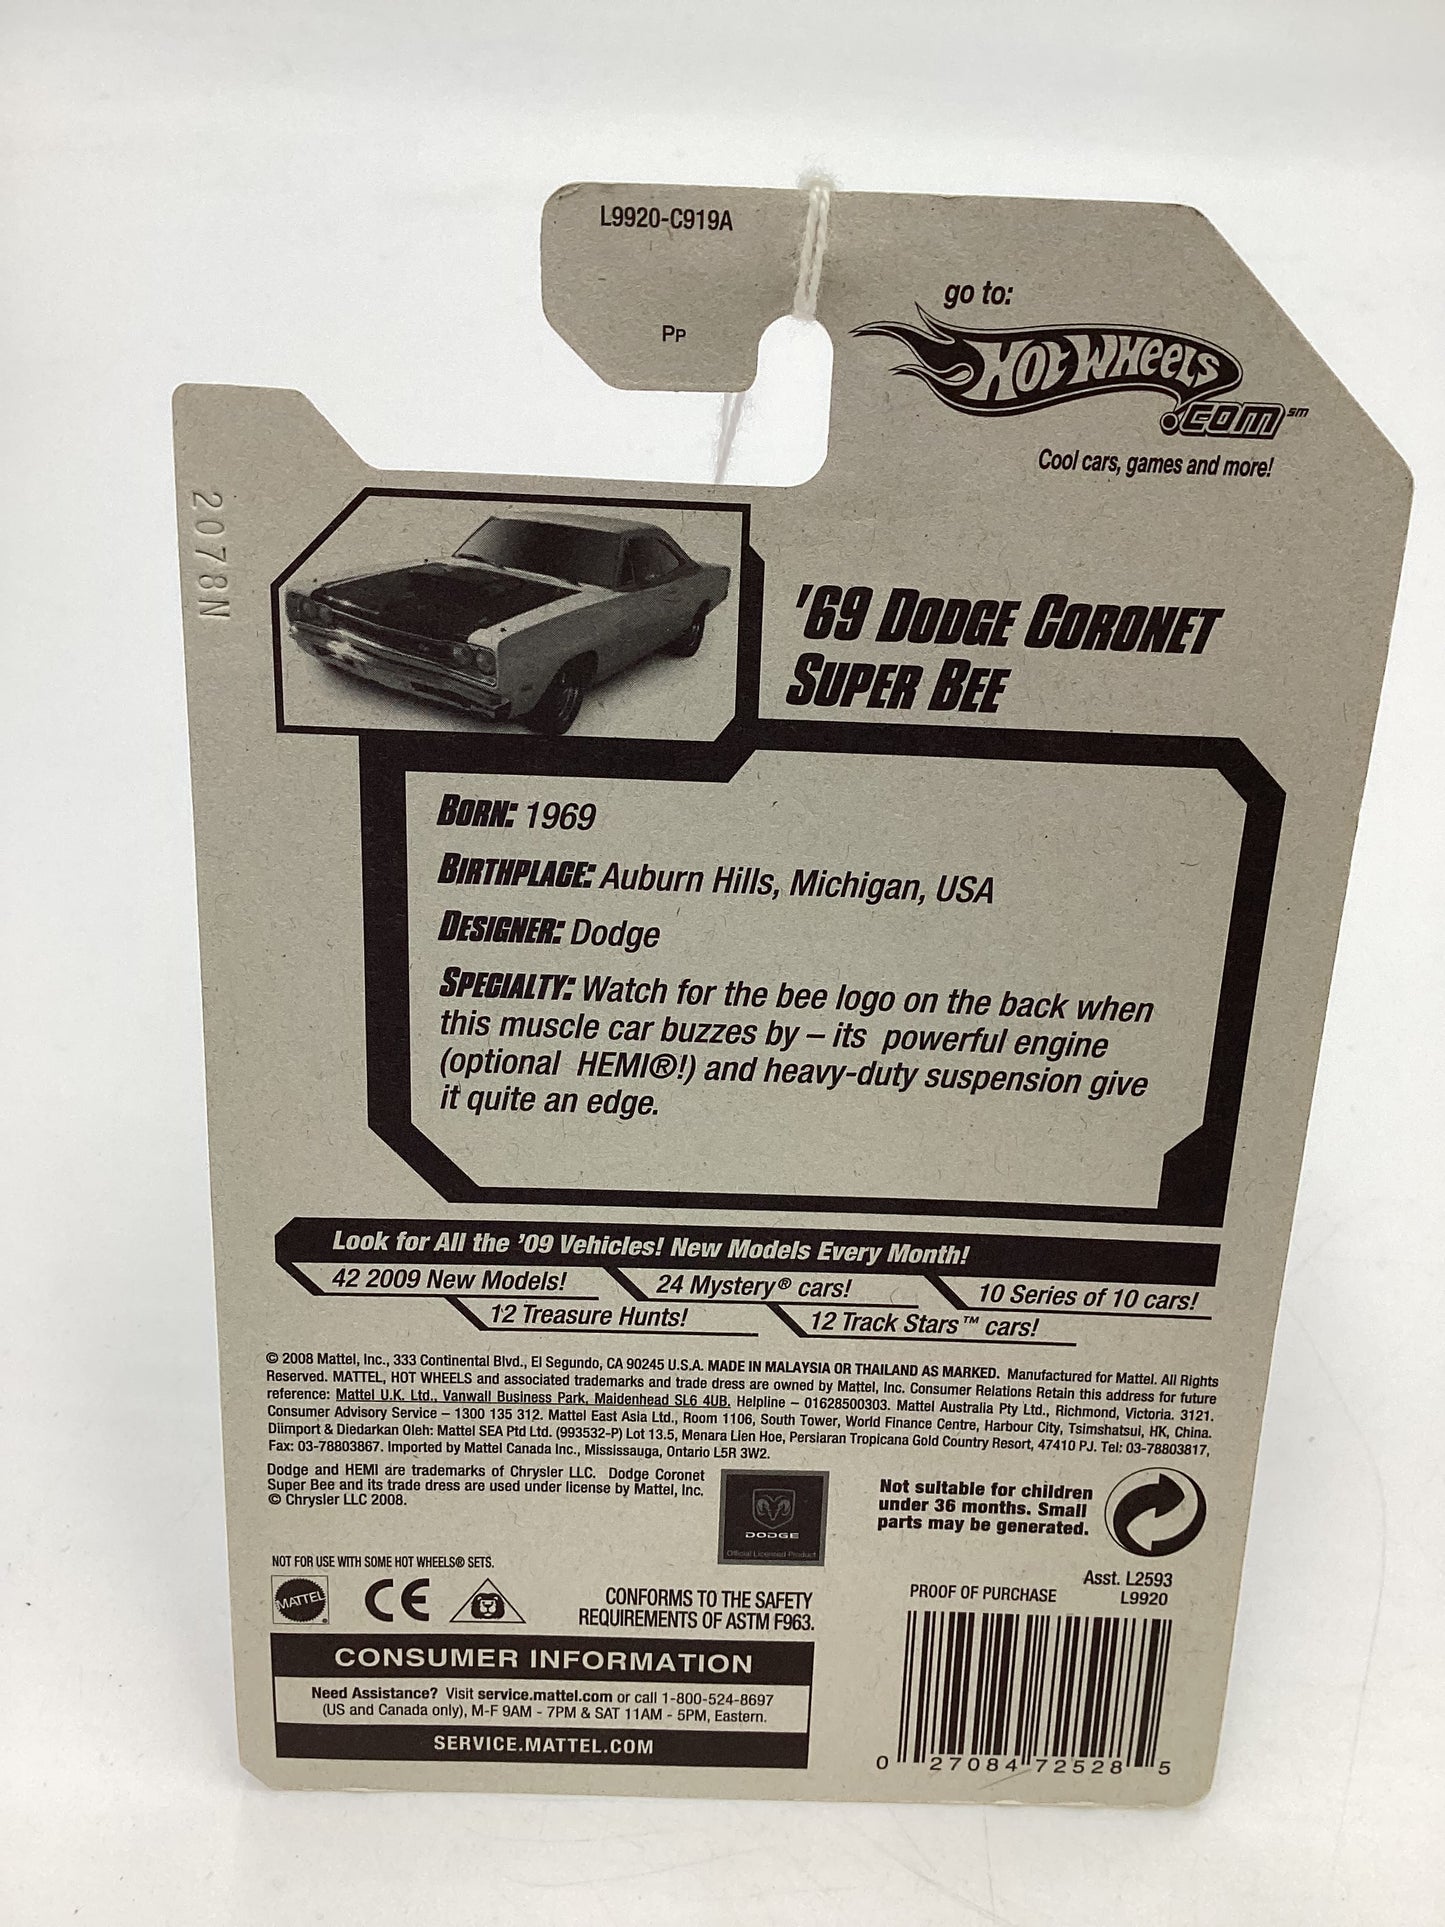 L9920-C919A
PP
go to:
HOT WHEELS
.COM℠
Cool cars, games and more!
2078N
'69 DODGE CORONET
SUPER BEE
BORN: 1969
BIRTHPLACE: Auburn Hills, Michigan, USA
DESIGNER: Dodge
SPECIALTY: Watch for the bee logo on the back when
this muscle car buzzes by – its powerful engine
(optional HEMI®!) and heavy-duty suspension give
it quite an edge.
Look for All the '09 Vehicles! New Models Every Month!
42 2009 New Models! 24 Mystery® cars! 10 Series of 10 cars!
12 Treasure Hunts! 12 Track Stars™ cars!
© 2008 Mattel, Inc., 333 Continental Blvd., El Segundo, CA 90245 U.S.A. MADE IN MALAYSIA OR THAILAND AS MARKED. Manufactured for Mattel. All Rights
Reserved. MATTEL, HOT WHEELS and associated trademarks and trade dress are owned by Mattel, Inc. Consumer Relations Retain this address for future
reference: Mattel U.K. Ltd., Vanwall Business Park, Maidenhead SL6 4UB. Helpline – 01628500303. Mattel Australia Pty Ltd., Richmond, Victoria. 3121.
Consumer Advisory Service – 1300 135 312. Mattel East Asia Ltd., Room 1106, South Tower, World Finance Centre, Harbour City, Tsimshatsui, HK, China.
Diimport & Diedarkan Oleh: Mattel SEA Ptd Ltd. (993532-P) Lot 13.5, Menara Lien Hoe, Persiaran Tropicana Gold Country Resort, 47410 PJ. Tel: 03-78803817,
Fax: 03-78803867. Imported by Mattel Canada Inc., Mississauga, Ontario L5R 3W2.
Dodge and HEMI are trademarks of Chrysler LLC. Dodge Coronet
Super Bee and its trade dress are used under license by Mattel, Inc.
© Chrysler LLC 2008.
DODGE
Official Licensed Product
Not suitable for children
under 36 months. Small
parts may be generated.
NOT FOR USE WITH SOME HOT WHEELS® SETS.
MATTEL®
CE
CONFORMS TO THE SAFETY
REQUIREMENTS OF ASTM F963.
Asst. L2593
PROOF OF PURCHASE L9920
CONSUMER INFORMATION
Need Assistance? Visit service.mattel.com or call 1-800-524-8697
(US and Canada only), M-F 9AM - 7PM & SAT 11AM - 5PM, Eastern.
SERVICE.MATTEL.COM
0 27084 72528 5